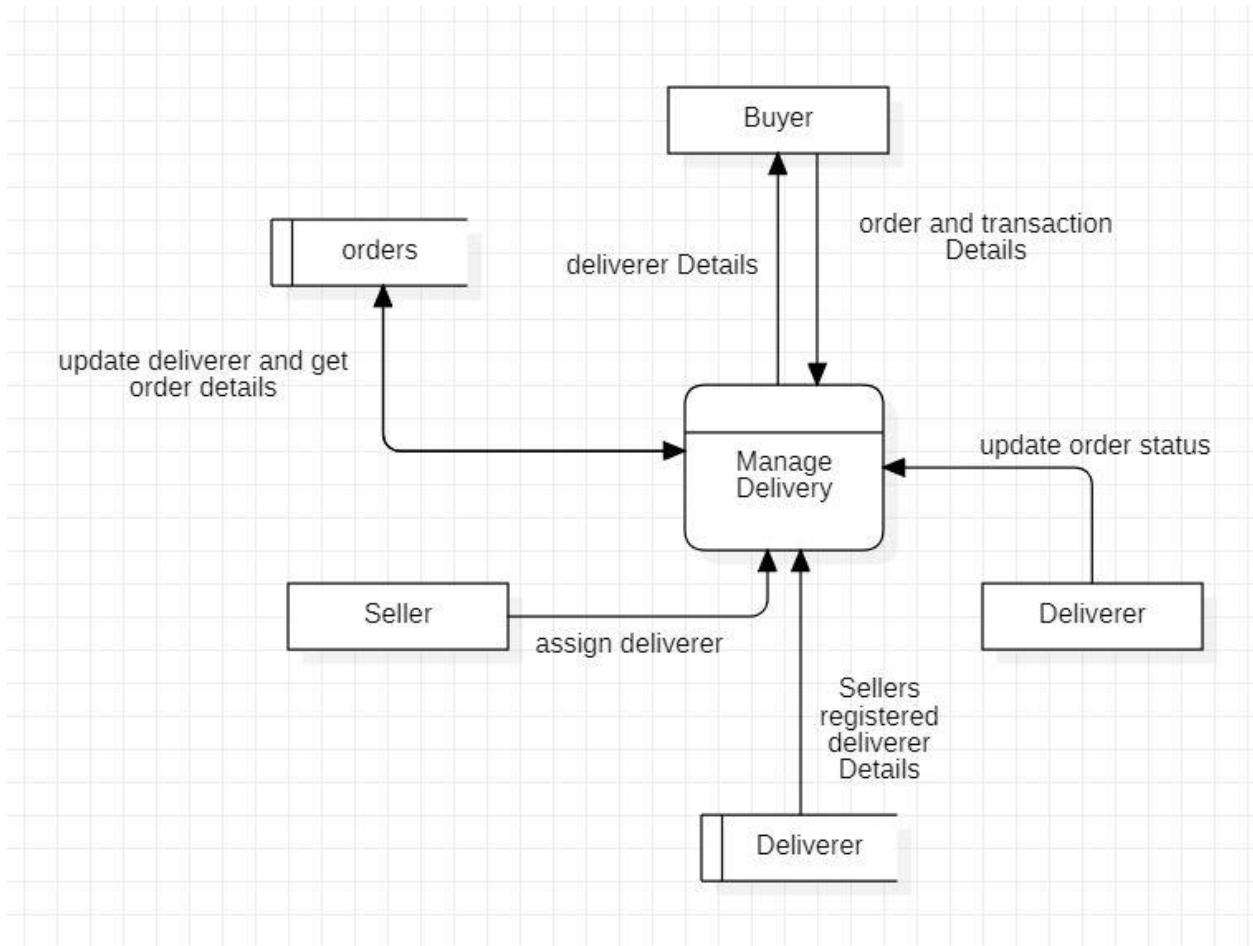 Buyer
order and transaction
Details
orders
deliverer Details
update deliverer and get
order details
Manage
Delivery
update order status
Seller
assign deliverer
Deliverer
Sellers
registered
deliverer
Details
Deliverer